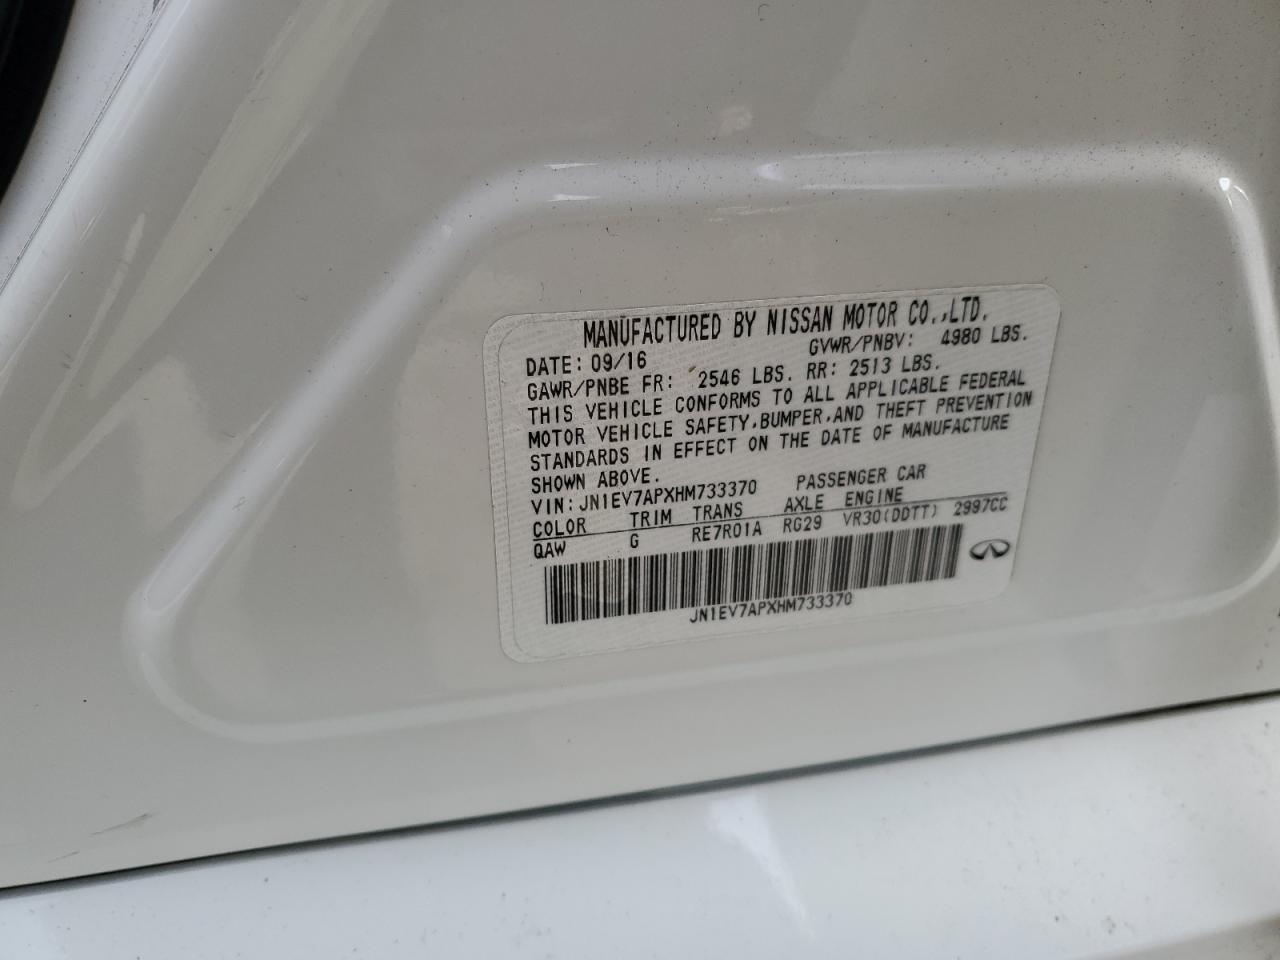 MANUFACTURED BY NISSAN MOTOR CO.,LTD.
DATE: 09/16 GVWR/PNBV: 4980 LBS.
GAWR/PNBE FR: 2546 LBS. RR: 2513 LBS.
THIS VEHICLE CONFORMS TO ALL APPLICABLE FEDERAL
MOTOR VEHICLE SAFETY,BUMPER,AND THEFT PREVENTION
STANDARDS IN EFFECT ON THE DATE OF MANUFACTURE
SHOWN ABOVE.
VIN:JN1EV7APXHM733370 PASSENGER CAR
COLOR TRIM TRANS AXLE ENGINE
QAW G RE7R01A RG29 VR30(DDTT) 2997CC
JN1EV7APXHM733370